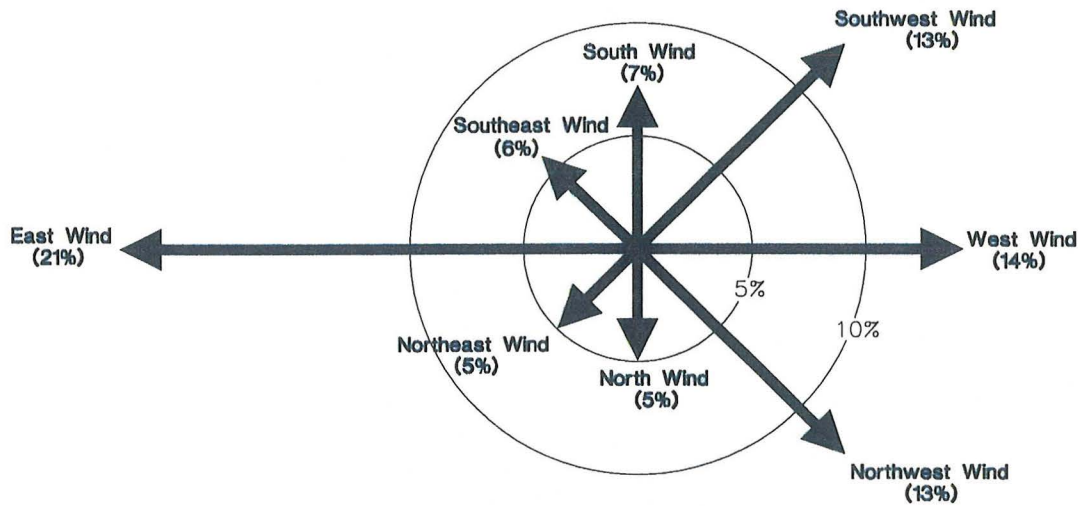 Southwest Wind
(13%)
South Wind
(7%)
Southeast Wind
(6%)
East Wind
(21%)
West Wind
(14%)
5%
10%
Northeast Wind
(5%)
North Wind
(5%)
Northwest Wind
(13%)